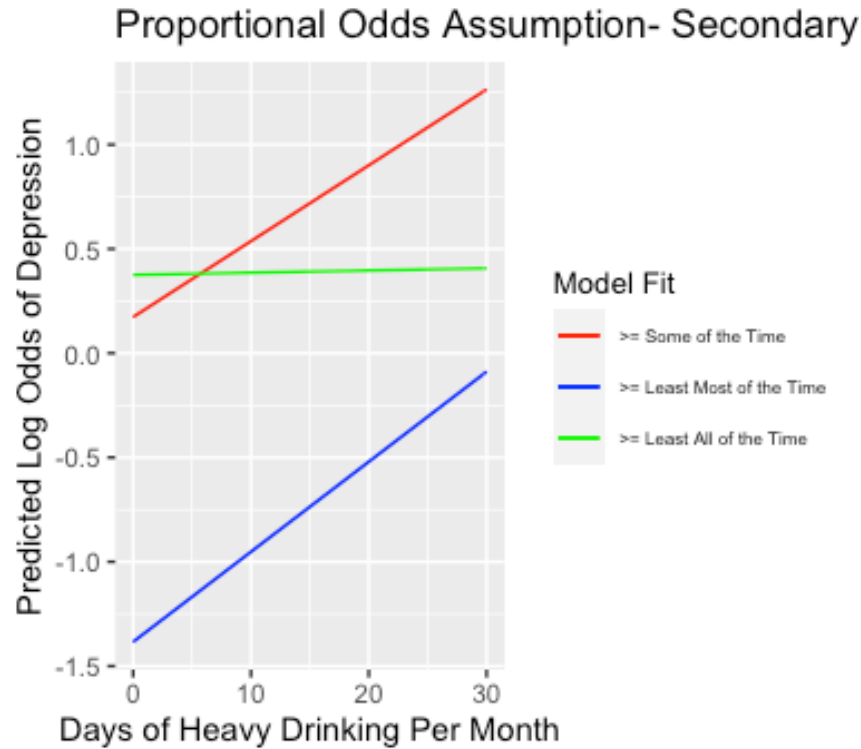 Proportional Odds Assumption- Secondary
Predicted Log Odds of Depression
1.0
0.5
0.0
-0.5
-1.0
-1.5
0 10 20 30
Days of Heavy Drinking Per Month
Model Fit
>= Some of the Time
>= Least Most of the Time
>= Least All of the Time